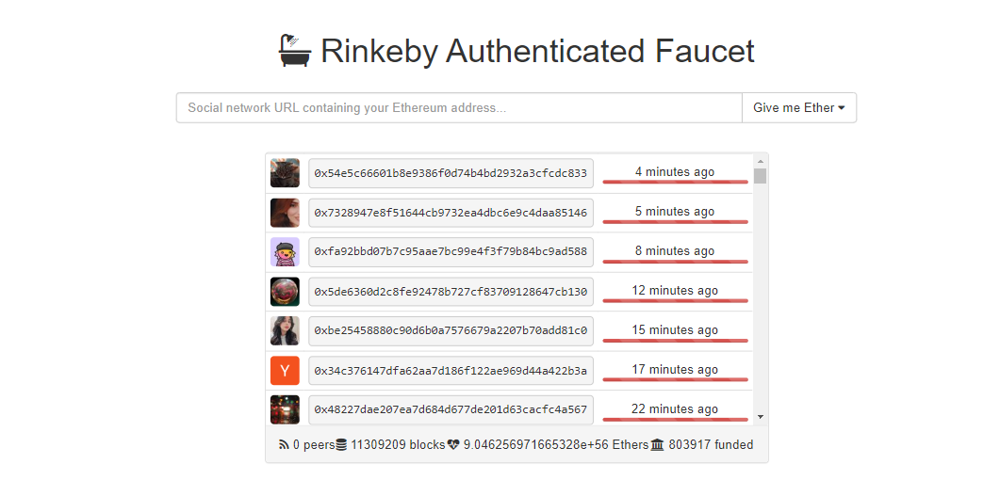 Rinkeby Authenticated Faucet
Social network URL containing your Ethereum address...
Give me Ether
0x54e5c66601b8e9386f0d74b4bd2932a3cfcdc833 4 minutes ago
0x7328947e8f51644cb9732ea4dbc6e9c4daa85146 5 minutes ago
0xfa92bbd07b7c95aae7bc99e4f3f79b84bc9ad588 8 minutes ago
0x5de6360d2c8fe92478b727cf83709128647cb130 12 minutes ago
0xbe25458880c90d6b0a7576679a2207b70add81c0 15 minutes ago
Y 0x34c376147dfa62aa7d186f122ae969d44a422b3a 17 minutes ago
0x48227dae207ea7d684d677de201d63cacfc4a567 22 minutes ago
0 peers 11309209 blocks 9.046256971665328e+56 Ethers 803917 funded